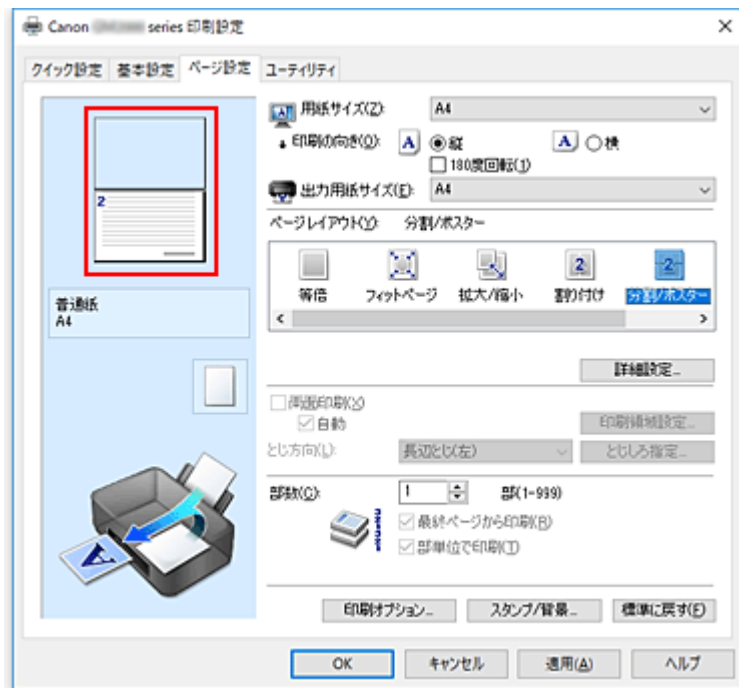 Canon series 印刷設定
クイック設定 基本設定 ページ設定 ユーティリティ
用紙サイズ(Z): A4
印刷の向き(O): A 縦 A 横
180度回転(1)
出力用紙サイズ(E): A4
ページレイアウト(Y): 分割/ポスター
2
等倍 フィットページ 拡大/縮小 割り付け 分割/ポスター
2 2
普通紙
A4
詳細設定...
両面印刷(X)
自動
印刷領域設定...
とじ方向(L): 長辺とじ(左) とじしろ指定...
部数(C): 1 部(1-999)
最終ページから印刷(R)
部単位で印刷(T)
A
印刷オプション... スタンプ/背景... 標準に戻す(F)
OK キャンセル 適用(A) ヘルプ